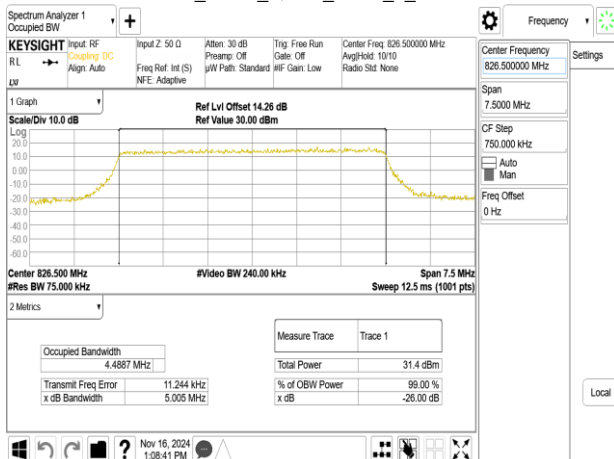 Spectrum Analyzer 1
Occupied BW
Frequency
KEYSIGHT
RL
LXI
Input: RF
Coupling: DC
Align: Auto
Input Z: 50 Ω
Freq Ref: Int (S)
NFE: Adaptive
Atten: 30 dB
Preamp: Off
µW Path: Standard
Trig: Free Run
Gate: Off
#IF Gain: Low
Center Freq: 826.500000 MHz
Avg|Hold: 10/10
Radio Std: None
Center Frequency
826.500000 MHz
Settings
Span
7.5000 MHz
CF Step
750.000 kHz
Auto
Man
Freq Offset
0 Hz
Local
1 Graph
Scale/Div 10.0 dB
Ref Lvl Offset 14.26 dB
Ref Value 30.00 dBm
Log
20.0
10.0
0.00
-10.0
-20.0
-30.0
-40.0
-50.0
-60.0
Center 826.500 MHz
#Video BW 240.00 kHz
Span 7.5 MHz
#Res BW 75.000 kHz
Sweep 12.5 ms (1001 pts)
2 Metrics
Measure Trace
Trace 1
Occupied Bandwidth
4.4887 MHz
Total Power
31.4 dBm
Transmit Freq Error
11.244 kHz
% of OBW Power
99.00 %
x dB Bandwidth
5.005 MHz
x dB
-26.00 dB
?
Nov 16, 2024
1:08:41 PM